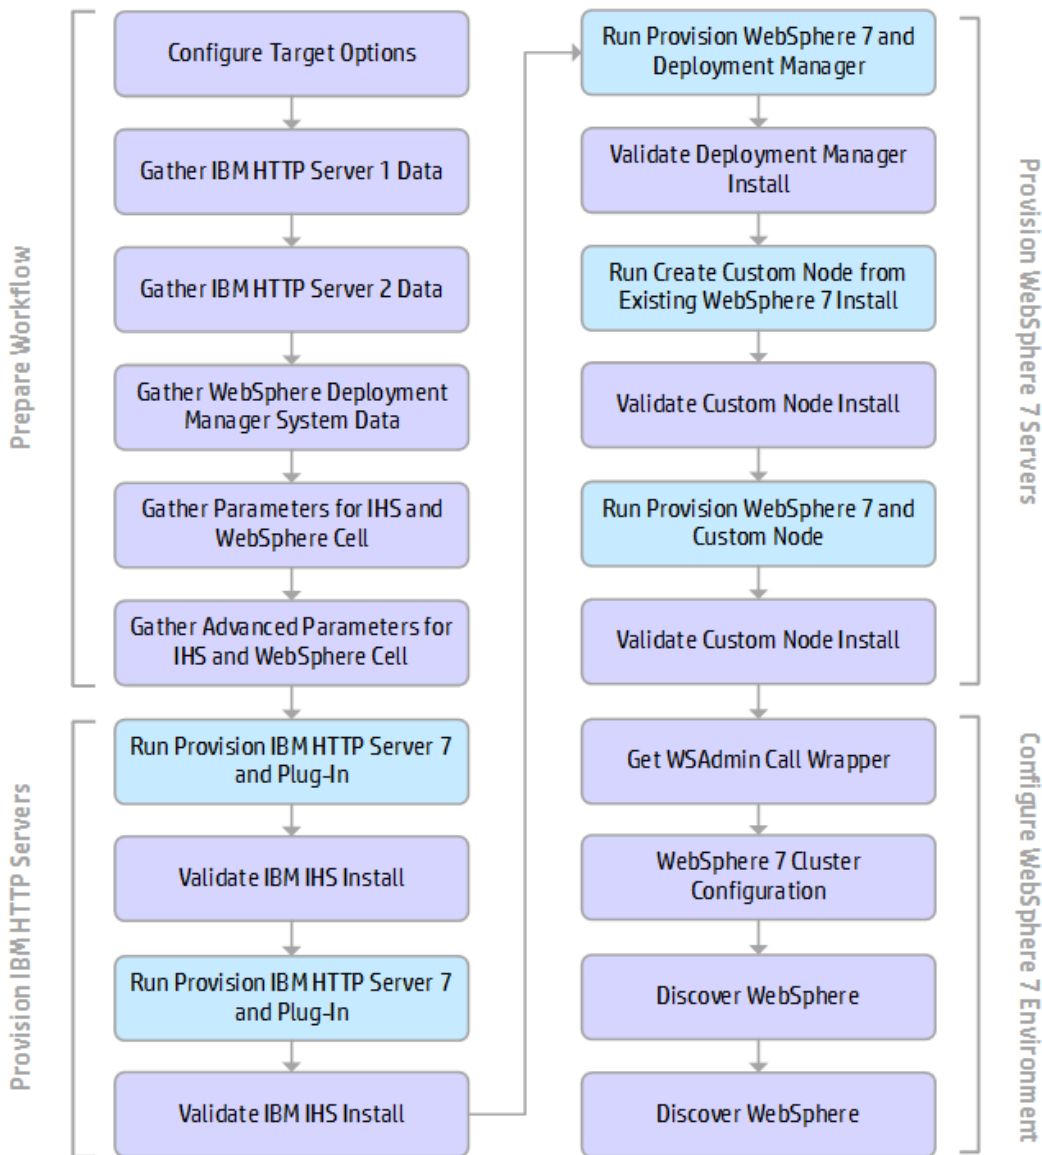 Prepare Workflow
Configure Target Options
Gather IBM HTTP Server 1 Data
Gather IBM HTTP Server 2 Data
Gather WebSphere Deployment
Manager System Data
Gather Parameters for IHS and
WebSphere Cell
Gather Advanced Parameters for
IHS and WebSphere Cell
Provision IBM HTTP Servers
Run Provision IBM HTTP Server 7
and Plug-In
Validate IBM IHS Install
Run Provision IBM HTTP Server 7
and Plug-In
Validate IBM IHS Install
Provision WebSphere 7 Servers
Run Provision WebSphere 7 and
Deployment Manager
Validate Deployment Manager
Install
Run Create Custom Node from
Existing WebSphere 7 Install
Validate Custom Node Install
Run Provision WebSphere 7 and
Custom Node
Validate Custom Node Install
Configure WebSphere 7 Environment
Get WSAdmin Call Wrapper
WebSphere 7 Cluster
Configuration
Discover WebSphere
Discover WebSphere